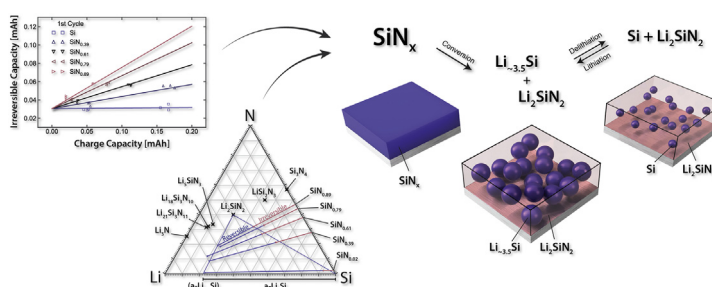 1st Cycle
Si
SiN0.39
SiN0.61
SiN0.79
SiN0.89
Irreversible Capacity [mAh]
0.12
0.10
0.08
0.06
0.04
0.02
0.00
0.05
0.10
0.15
0.20
Charge Capacity [mAh]
SiNx
Conversion
Li~3.5Si
+
Li2SiN2
Delithiation
Lithiation
Si + Li2SiN2
SiNx
Li~3.5Si
Li2SiN2
Si
Li2SiN
N
Si3N4
LiSi2N3
Li2SiN2
Li5SiN3
Li18Si3N10
Li21Si3N11
Li3N
SiN0.89
SiN0.79
SiN0.61
SiN0.39
SiN0.02
Reversible
Irreversible
Li
Si